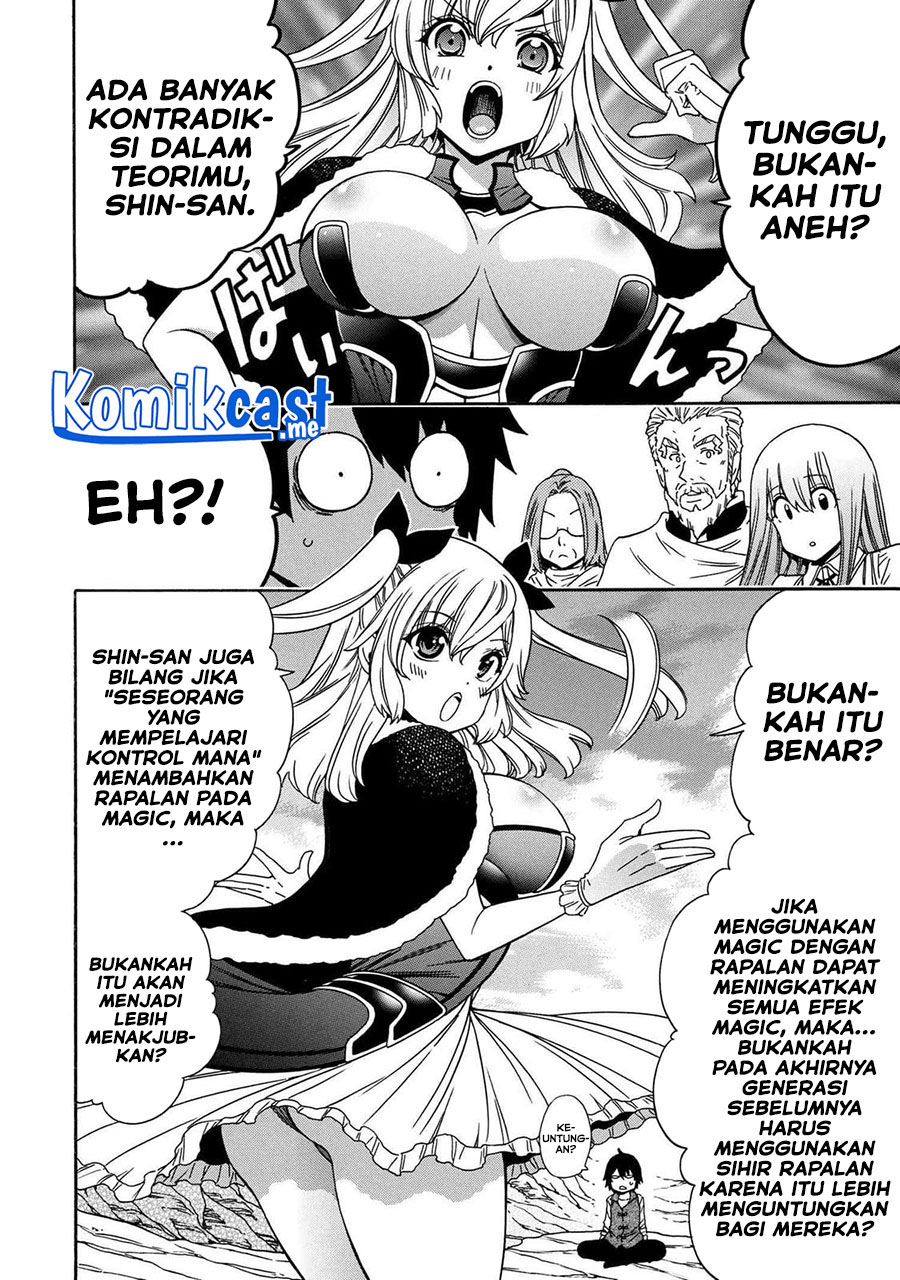 TUNGGU,
BUKAN-
KAH ITU
ANEH?
ADA BANYAK
KONTRADIK-
SI DALAM
TEORIMU,
SHIN-SAN.
ばいんっ
Komikcast
.me
EH?!
BUKAN-
KAH ITU
BENAR?
SHIN-SAN JUGA
BILANG JIKA
"SESEORANG
YANG
MEMPELAJARI
KONTROL MANA"
MENAMBAHKAN
RAPALAN PADA
MAGIC, MAKA
...
BUKANKAH
ITU AKAN
MENJADI
LEBIH
MENAKJUB-
KAN?
JIKA
MENGGUNAKAN
MAGIC DENGAN
RAPALAN DAPAT
MENINGKATKAN
SEMUA EFEK
MAGIC, MAKA...
BUKANKAH
PADA AKHIRNYA
GENERASI
SEBELUMNYA
HARUS
MENGGUNAKAN
SIHIR RAPALAN
KARENA ITU LEBIH
MENGUNTUNGKAN
BAGI MEREKA?
KE-
UNTUNG-
AN?